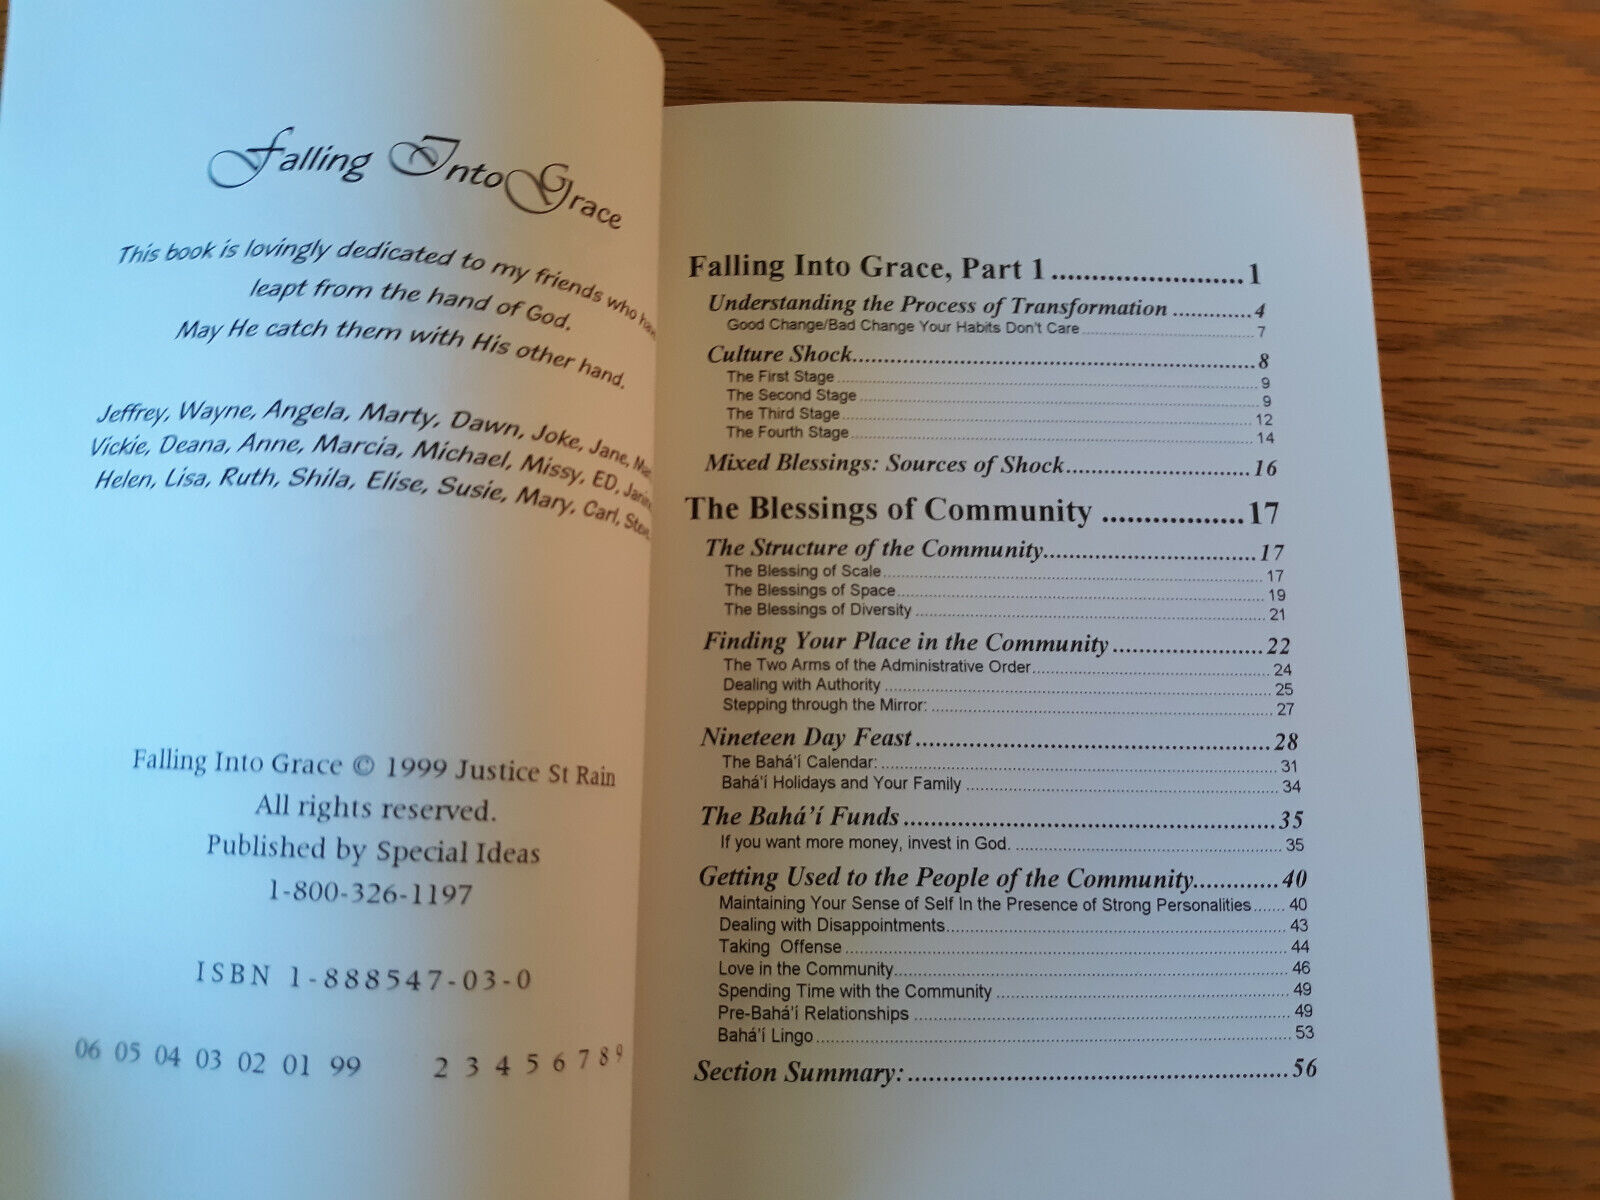 Falling Into Grace
This book is lovingly dedicated to my friends who
leapt from the hand of God.
May He catch them with His other hand.
Jeffrey, Wayne, Angela, Marty, Dawn, Joke, Jane,
Vickie, Deana, Anne, Marcia, Michael, Missy, ED,
Helen, Lisa, Ruth, Shila, Elise, Susie, Mary, Carl,
Falling Into Grace © 1999 Justice St Rain
All rights reserved.
Published by Special Ideas
1-800-326-1197
ISBN 1-888547-03-0
06 05 04 03 02 01 99 2 3 4 5 6 7 8 9
Falling Into Grace, Part 1........................1
Understanding the Process of Transformation .............4
Good Change/Bad Change Your Habits Don't Care ..........7
Culture Shock..........8
The First Stage..........9
The Second Stage..........9
The Third Stage..........12
The Fourth Stage..........14
Mixed Blessings: Sources of Shock..........16
The Blessings of Community ..................17
The Structure of the Community..........17
The Blessing of Scale..........17
The Blessings of Space..........19
The Blessings of Diversity ..........21
Finding Your Place in the Community ..........22
The Two Arms of the Administrative Order..........24
Dealing with Authority ..........25
Stepping through the Mirror: ..........27
Nineteen Day Feast ..........28
The Bahá'í Calendar: ..........31
Bahá'í Holidays and Your Family ..........34
The Bahá'í Funds ..........35
If you want more money, invest in God. ..........35
Getting Used to the People of the Community.............40
Maintaining Your Sense of Self In the Presence of Strong Personalities....... 40
Dealing with Disappointments.......... 43
Taking Offense .......... 44
Love in the Community.......... 46
Spending Time with the Community .......... 49
Pre-Bahá'í Relationships .......... 49
Bahá'í Lingo .......... 53
Section Summary:..........56